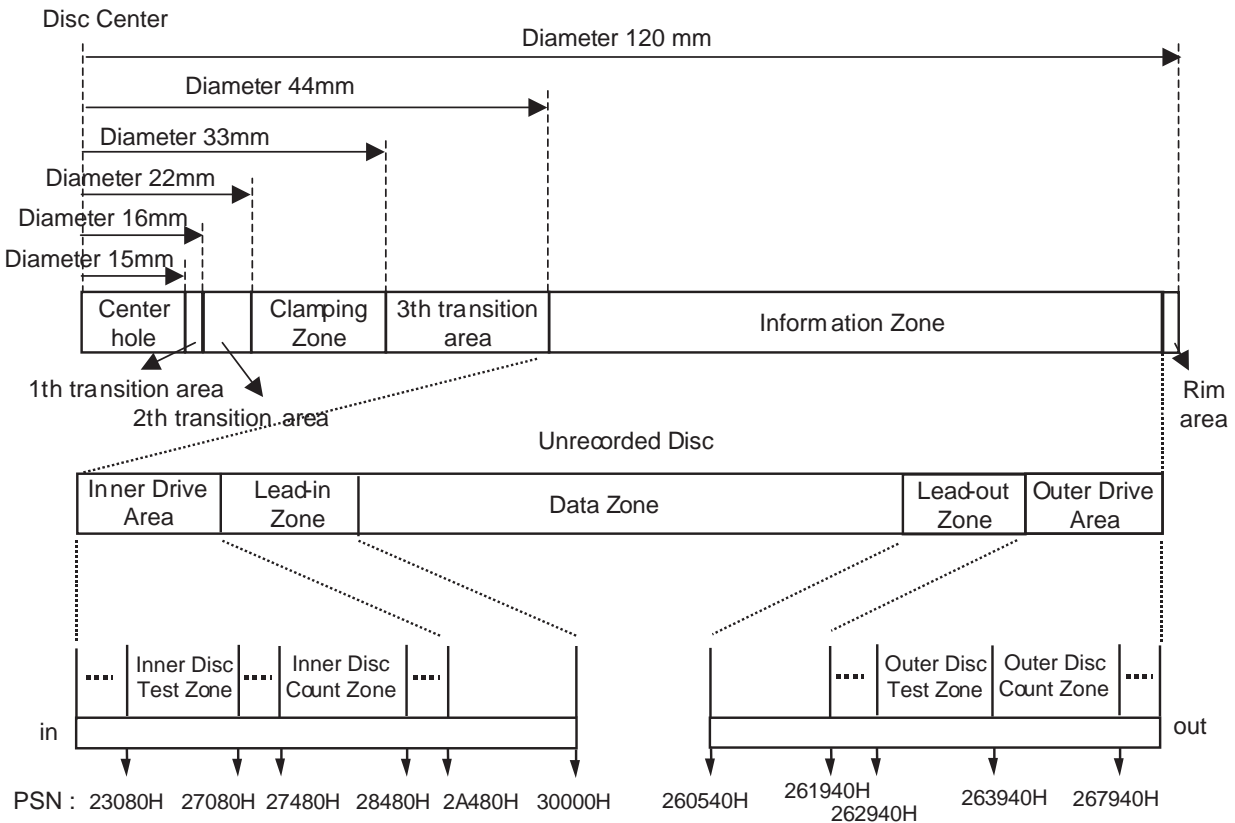 Disc Center
Diameter 120 mm
Diameter 44mm
Diameter 33mm
Diameter 22mm
Diameter 16mm
Diameter 15mm
Center
hole
Clamping
Zone
3th transition
area
Information Zone
1th transition area
2th transition area
Rim
area
Unrecorded Disc
Inner Drive
Area
Lead-in
Zone
Data Zone
Lead-out
Zone
Outer Drive
Area
Inner Disc
Test Zone
Inner Disc
Count Zone
Outer Disc
Test Zone
Outer Disc
Count Zone
in
out
PSN : 23080H 27080H 27480H 28480H 2A480H 30000H 260540H 261940H 262940H 263940H 267940H